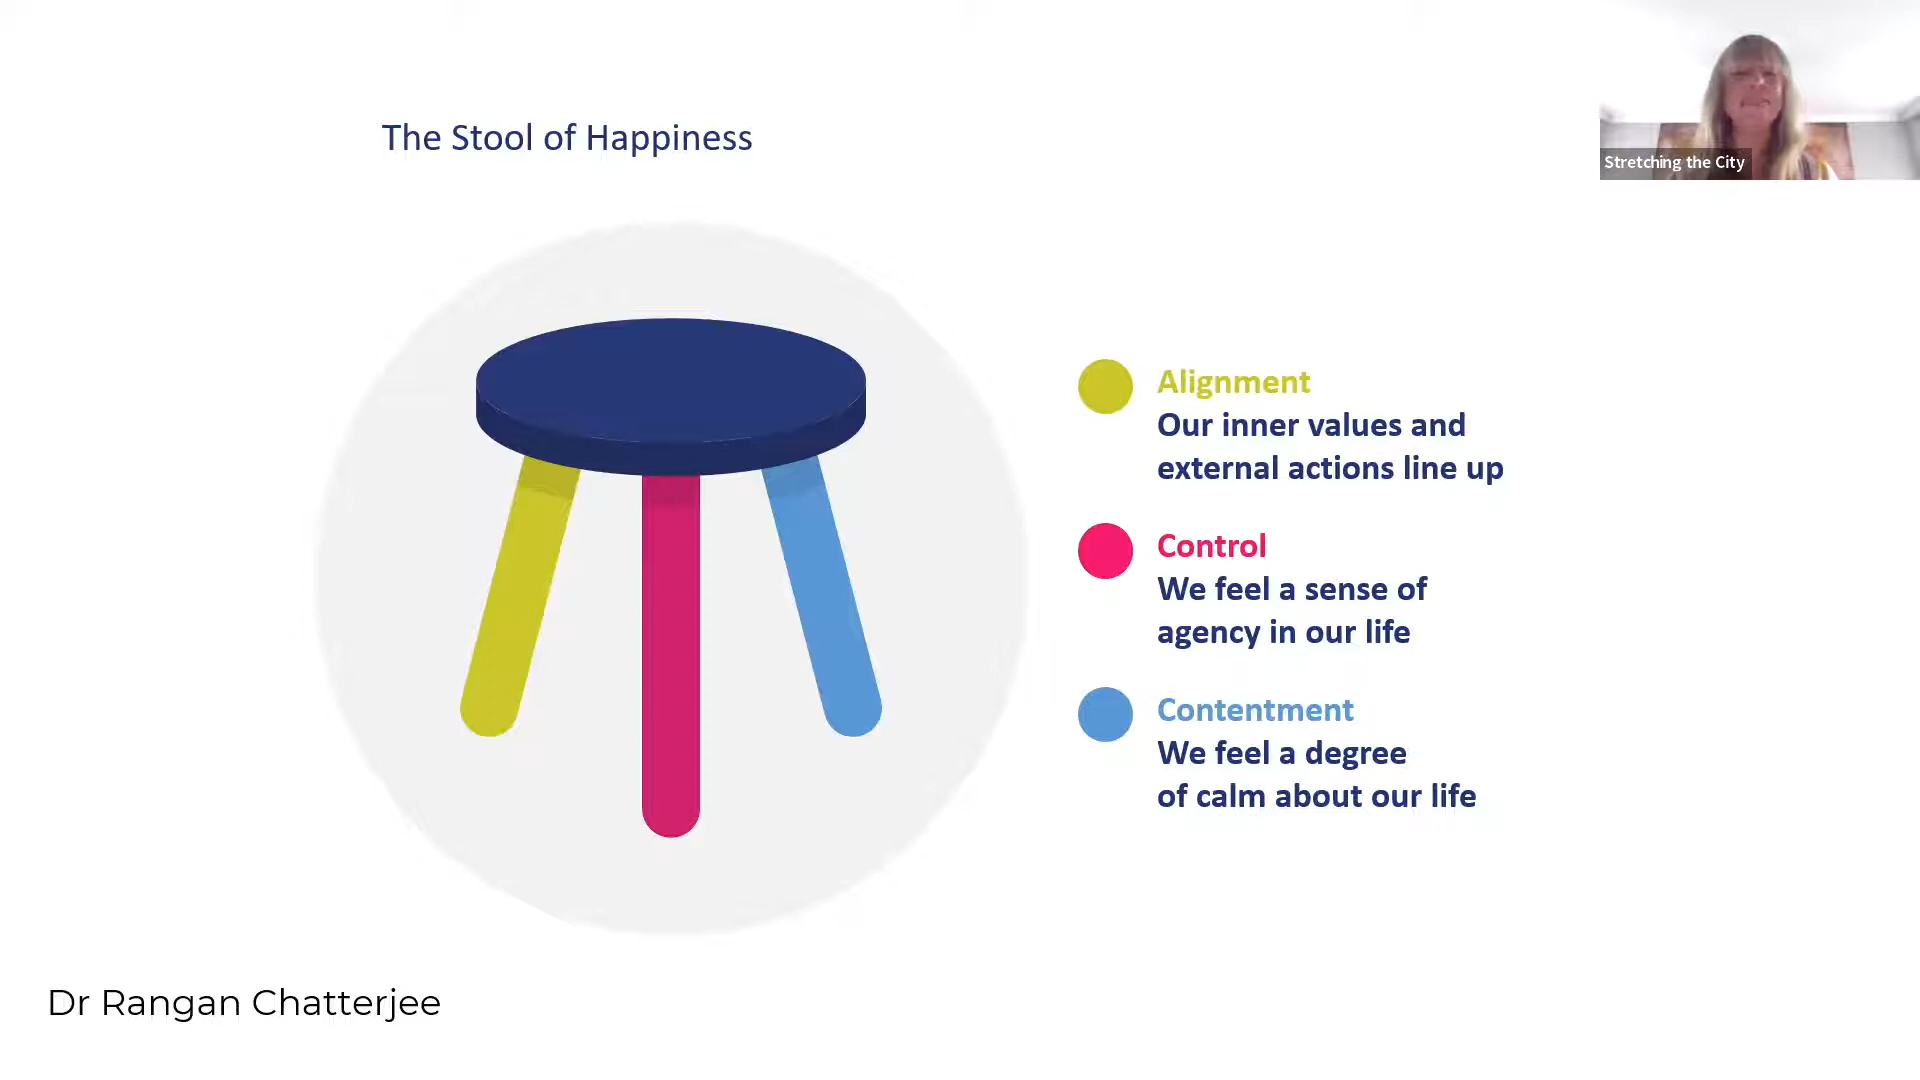 The Stool of Happiness
Stretching the City
Alignment
Our inner values and
external actions line up
Control
We feel a sense of
agency in our life
Contentment
We feel a degree
of calm about our life
Dr Rangan Chatterjee